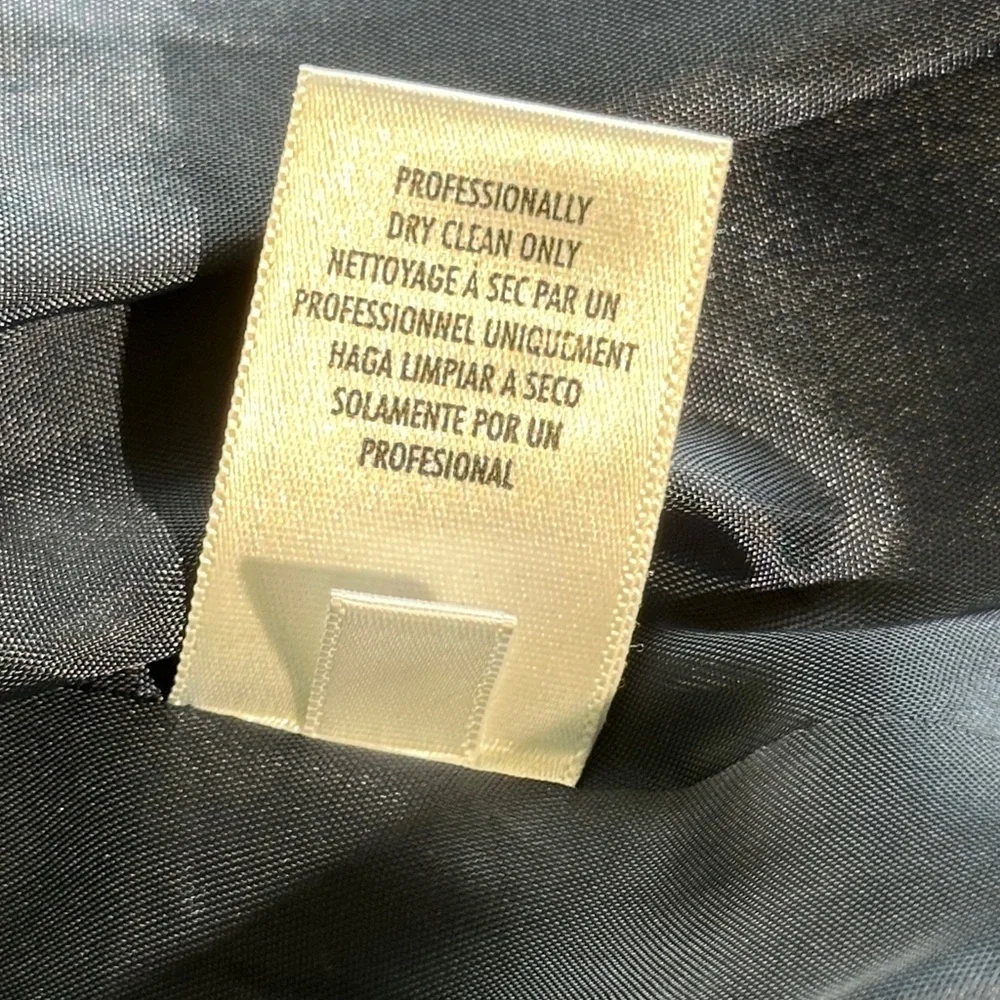 PROFESSIONALLY
DRY CLEAN ONLY
NETTOYAGE À SEC PAR UN
PROFESSIONNEL UNIQUEMENT
HAGA LIMPIAR A SECO
SOLAMENTE POR UN
PROFESIONAL